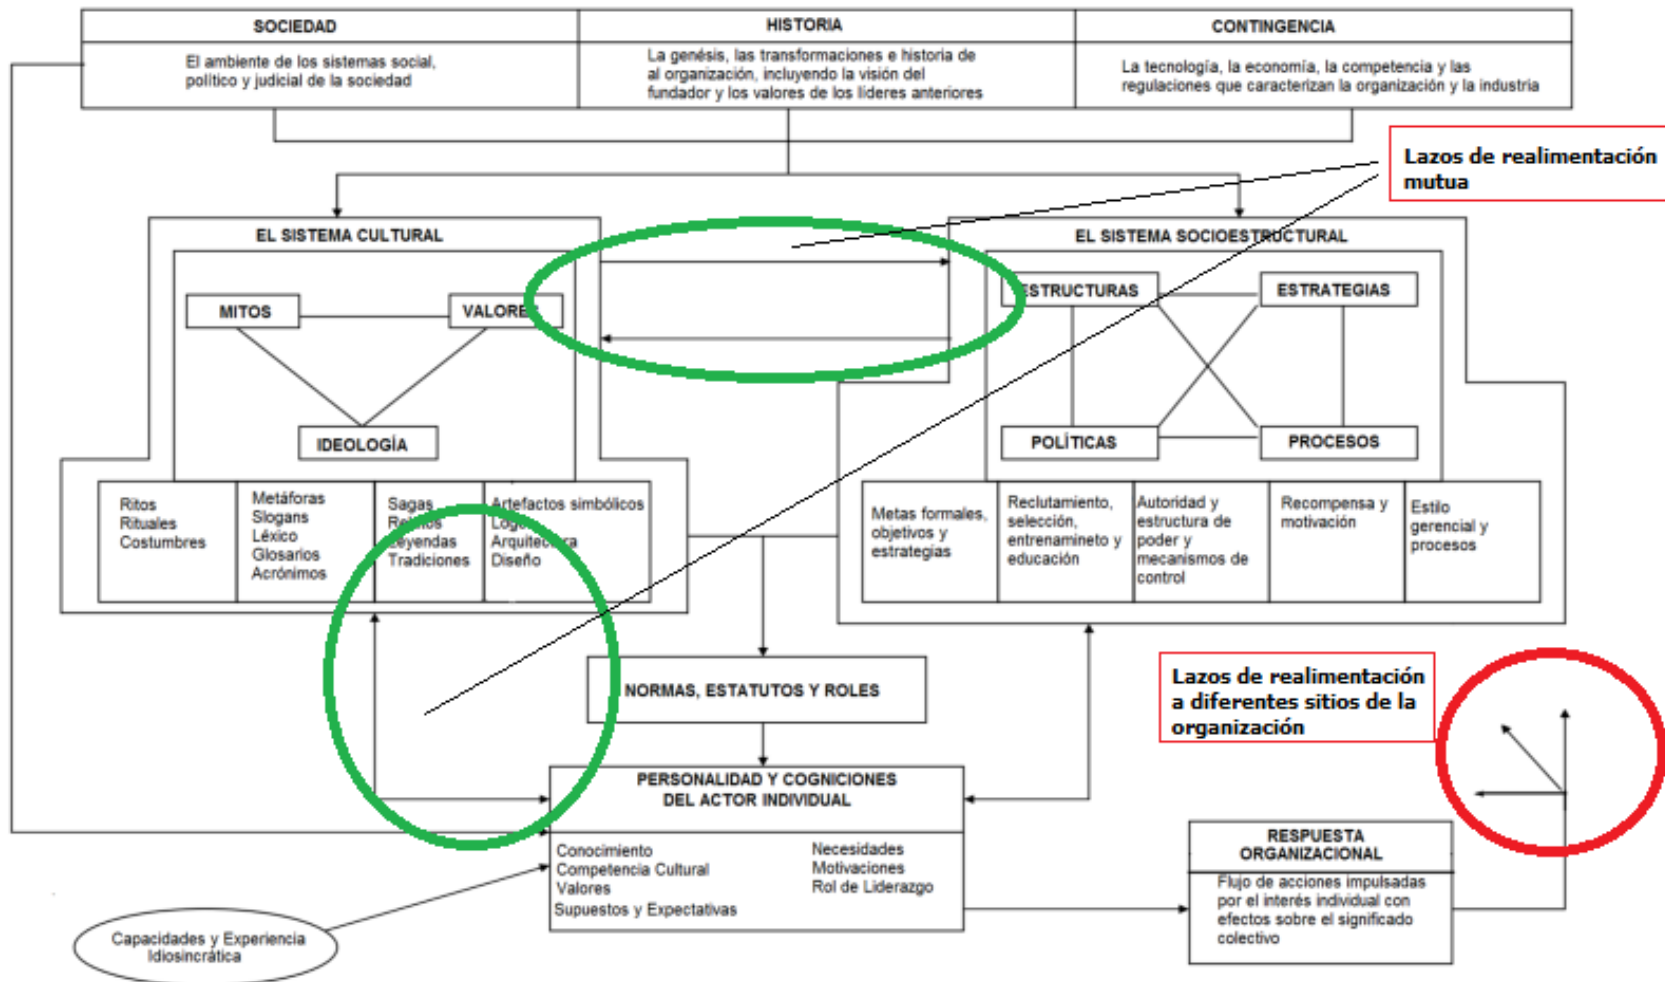 SOCIEDAD
El ambiente de los sistemas social,
político y judicial de la sociedad
HISTORIA
La genésis, las transformaciones e historia de
al organización, incluyendo la visión del
fundador y los valores de los líderes anteriores
CONTINGENCIA
La tecnología, la economía, la competencia y las
regulaciones que caracterizan la organización y la industria
Lazos de realimentación
mutua
EL SISTEMA CULTURAL
MITOS
VALORES
IDEOLOGÍA
Ritos
Rituales
Costumbres
Metáforas
Slogans
Léxico
Glosarios
Acrónimos
Sagas
Relatos
Leyendas
Tradiciones
Artefactos simbólicos
Logos
Arquitectura
Diseño
EL SISTEMA SOCIOESTRUCTURAL
ESTRUCTURAS
ESTRATEGIAS
POLÍTICAS
PROCESOS
Metas formales,
objetivos y
estrategias
Reclutamiento,
selección,
entrenamineto y
educación
Autoridad y
estructura de
poder y
mecanismos de
control
Recompensa y
motivación
Estilo
gerencial y
procesos
NORMAS, ESTATUTOS Y ROLES
Lazos de realimentación
a diferentes sitios de la
organización
PERSONALIDAD Y COGNICIONES
DEL ACTOR INDIVIDUAL
Conocimiento
Competencia Cultural
Valores
Supuestos y Expectativas
Necesidades
Motivaciones
Rol de Liderazgo
RESPUESTA
ORGANIZACIONAL
Flujo de acciones impulsadas
por el interés individual con
efectos sobre el significado
colectivo
Capacidades y Experiencia
Idiosincrática